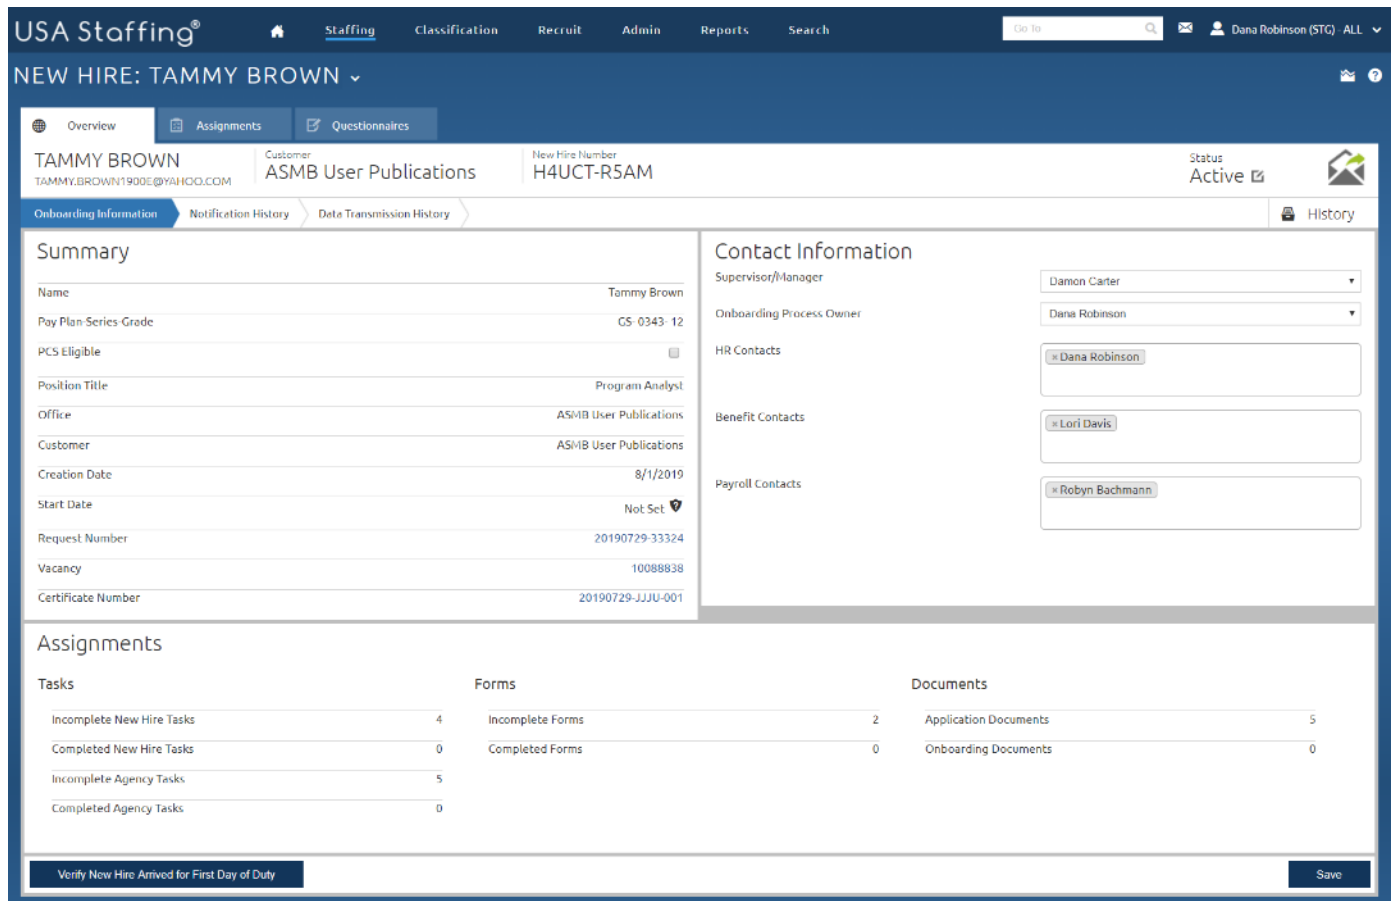 USA Staffing®
Staffing
Classification
Recruit
Admin
Reports
Search
Go To
Dana Robinson (STG) - ALL
NEW HIRE: TAMMY BROWN
Overview
Assignments
Questionnaires
TAMMY BROWN
TAMMY.BROWN1900E@YAHOO.COM
Customer
ASMB User Publications
New Hire Number
H4UCT-R5AM
Status
Active
Onboarding Information
Notification History
Data Transmission History
History
Summary
Name Tammy Brown
Pay Plan-Series-Grade GS- 0343- 12
PCS Eligible
Position Title Program Analyst
Office ASMB User Publications
Customer ASMB User Publications
Creation Date 8/1/2019
Start Date Not Set
Request Number 20190729-33324
Vacancy 10088838
Certificate Number 20190729-JJJU-001
Contact Information
Supervisor/Manager Damon Carter
Onboarding Process Owner Dana Robinson
HR Contacts ×Dana Robinson
Benefit Contacts ×Lori Davis
Payroll Contacts ×Robyn Bachmann
Assignments
Tasks
Incomplete New Hire Tasks 4
Completed New Hire Tasks 0
Incomplete Agency Tasks 5
Completed Agency Tasks 0
Forms
Incomplete Forms 2
Completed Forms 0
Documents
Application Documents 5
Onboarding Documents 0
Verify New Hire Arrived for First Day of Duty
Save